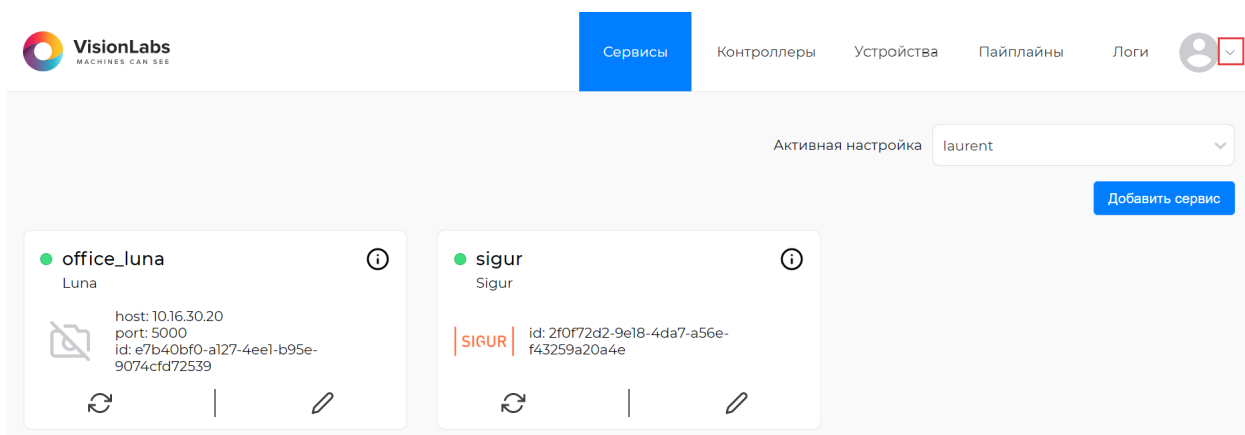 VisionLabs
MACHINES CAN SEE
Сервисы Контроллеры Устройства Пайплайны Логи
Активная настройка laurent
Добавить сервис
office_luna
Luna
host: 10.16.30.20
port: 5000
id: e7b40bf0-a127-4ee1-b95e-
9074cfd72539
sigur
Sigur
SIGUR
id: 2f0f72d2-9e18-4da7-a56e-
f43259a20a4e